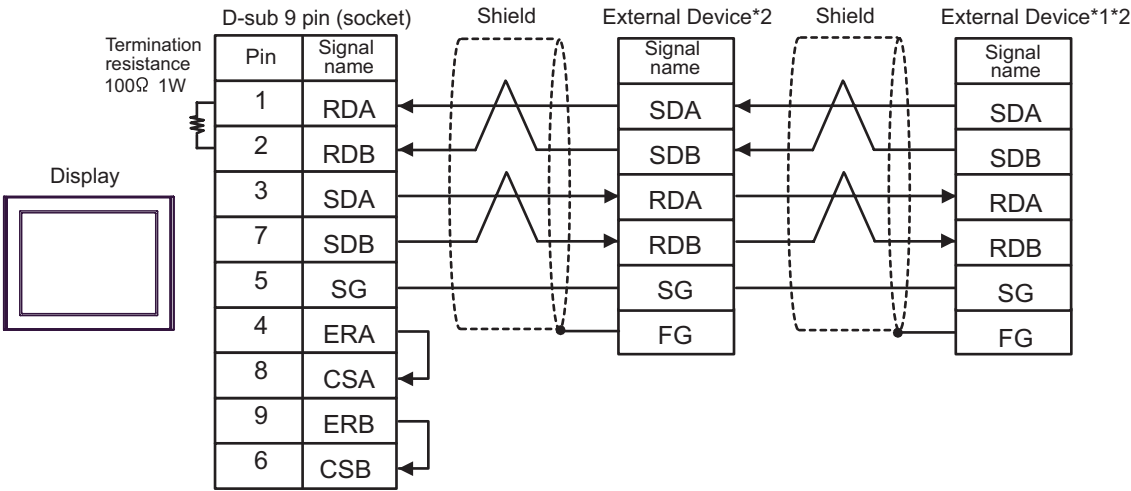 D-sub 9 pin (socket)
Shield
External Device*2
Shield
External Device*1*2
Termination
resistance
100Ω 1W
Display
Pin
Signal
name
1
RDA
2
RDB
3
SDA
7
SDB
5
SG
4
ERA
8
CSA
9
ERB
6
CSB
Signal
name
SDA
SDB
RDA
RDB
SG
FG
Signal
name
SDA
SDB
RDA
RDB
SG
FG